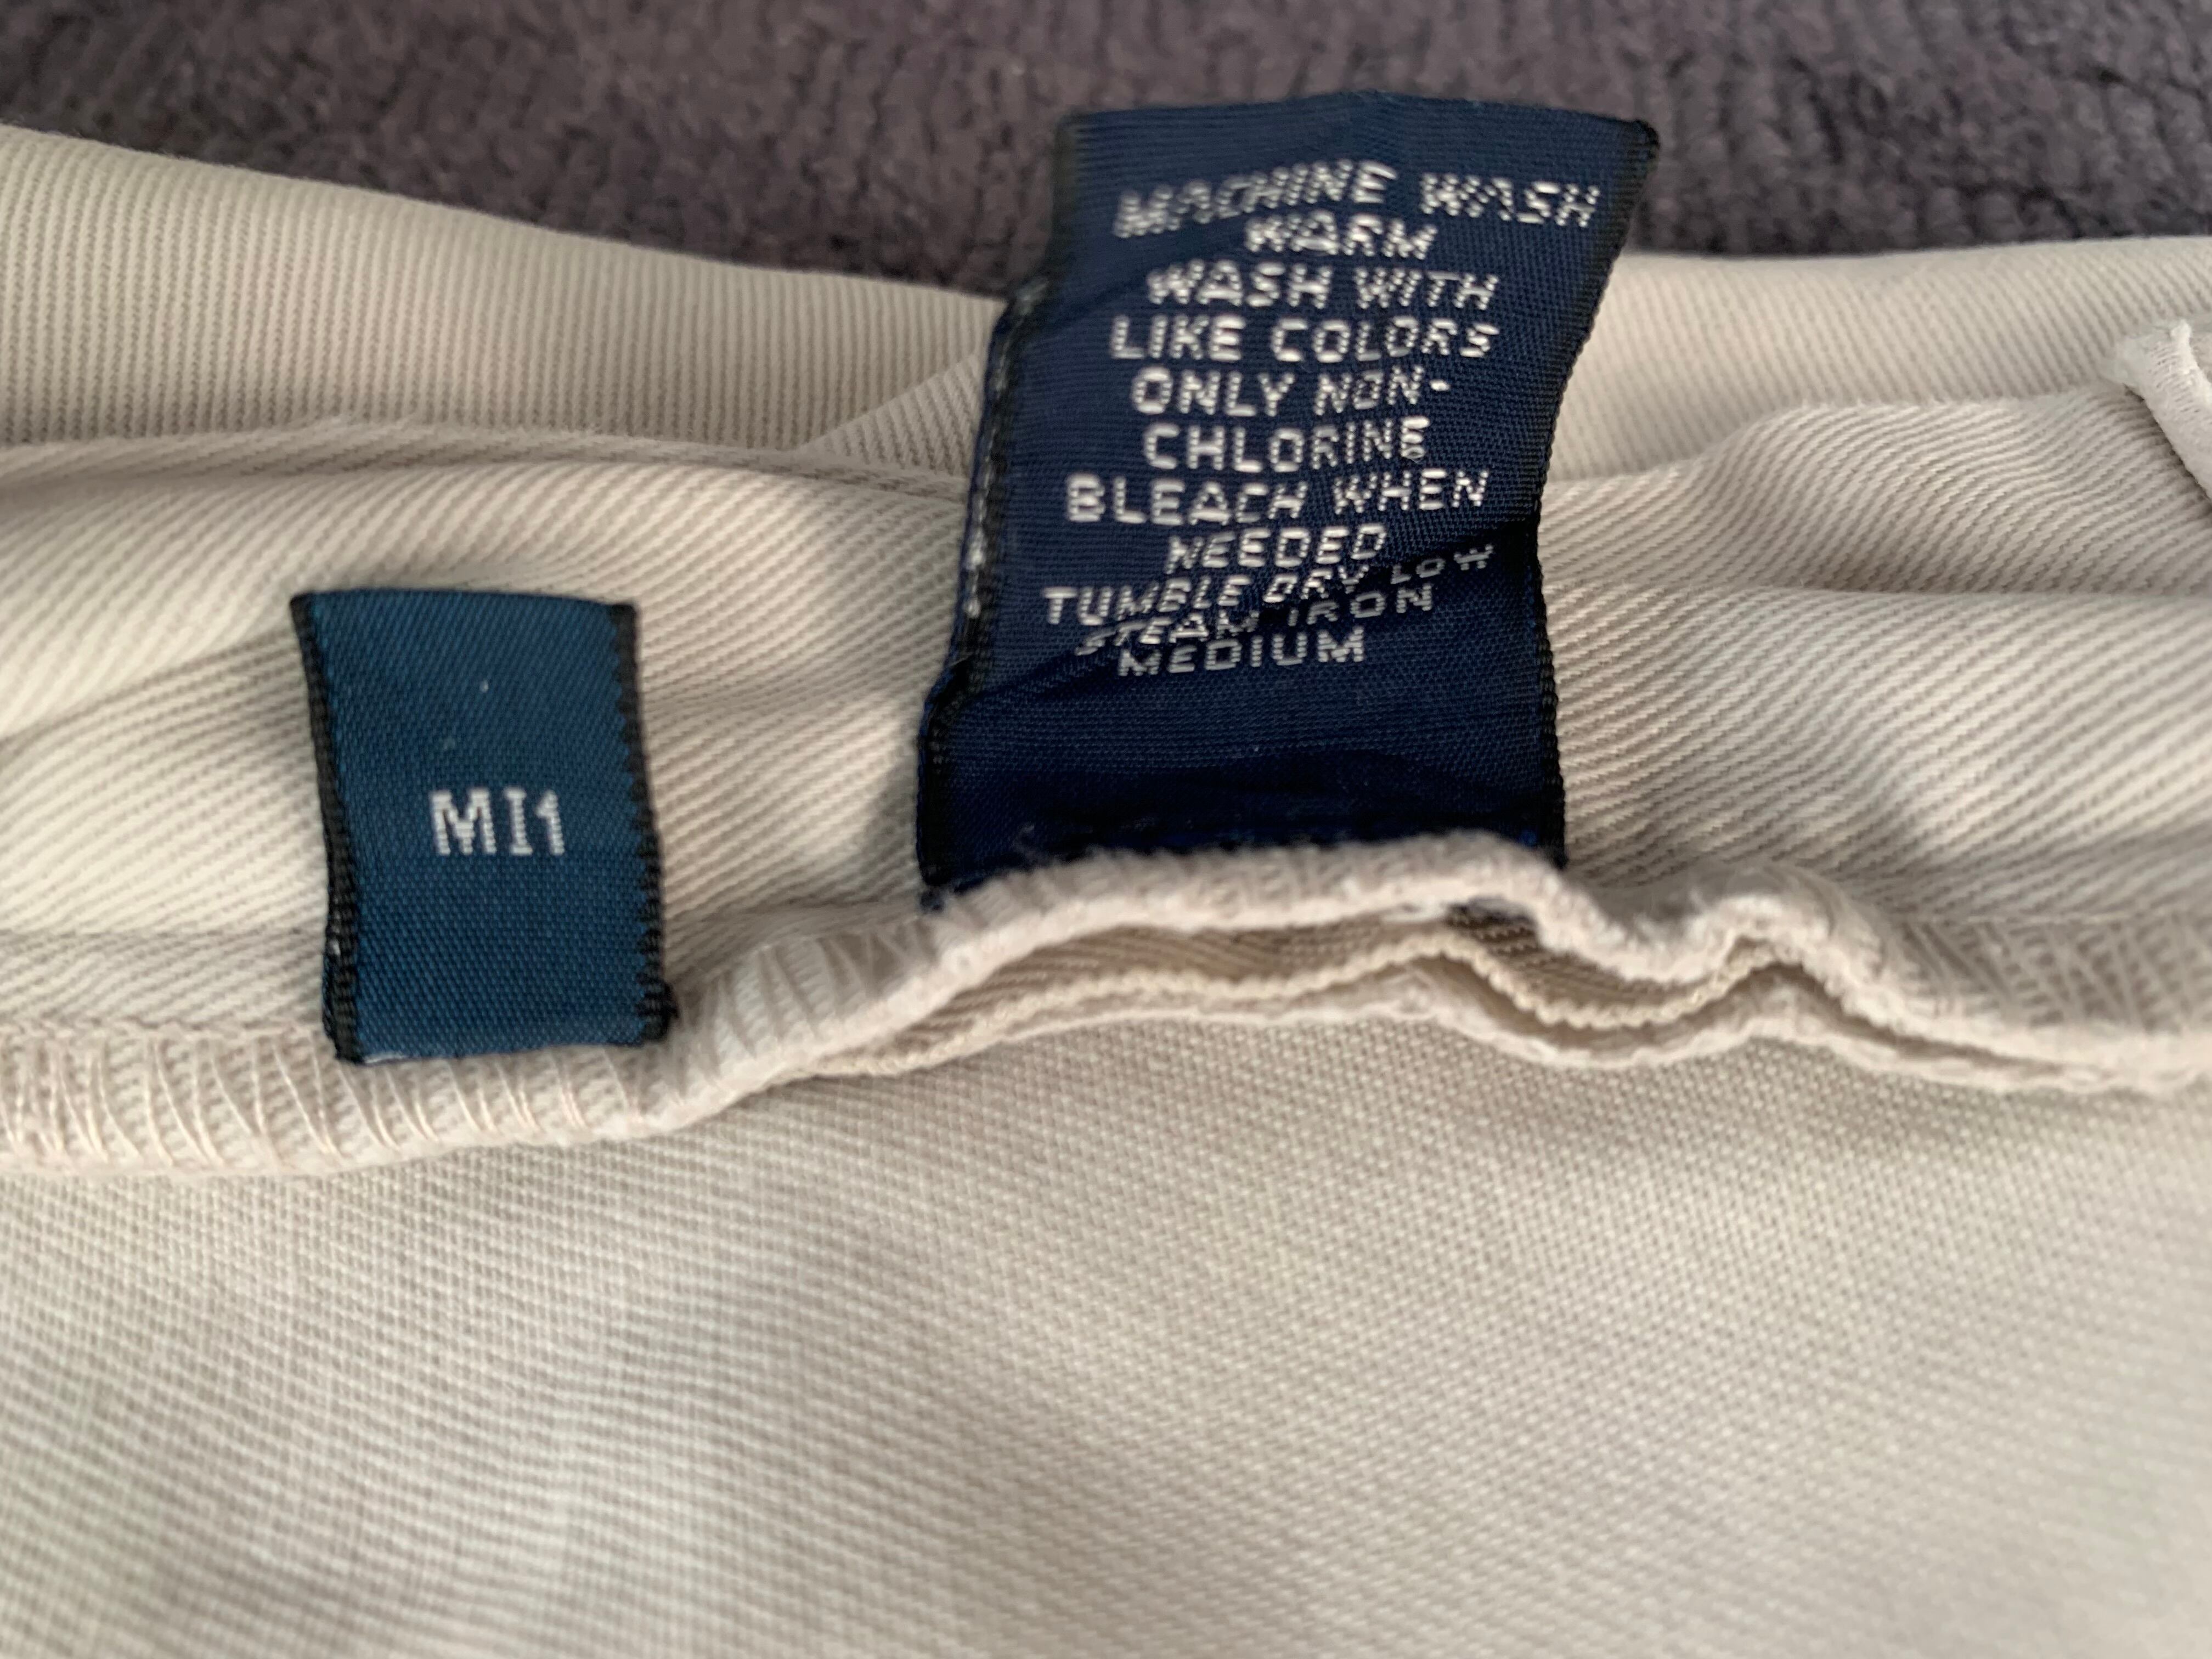 MACHINE WASH
WARM
WASH WITH
LIKE COLORS
ONLY NON-
CHLORINE
BLEACH WHEN
NEEDED
TUMBLE DRY LOW
STEAM IRON
MEDIUM
MI1